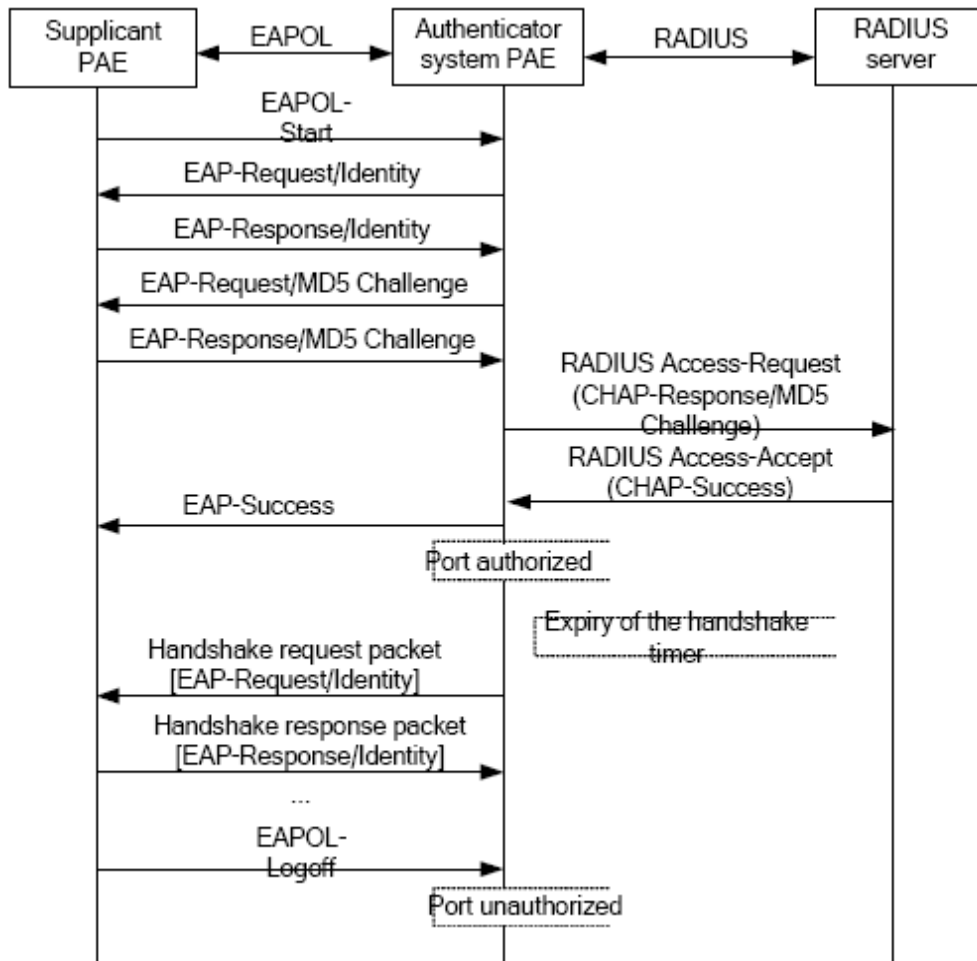 Supplicant
PAE
EAPOL
Authenticator
system PAE
RADIUS
RADIUS
server
EAPOL-
Start
EAP-Request/Identity
EAP-Response/Identity
EAP-Request/MD5 Challenge
EAP-Response/MD5 Challenge
RADIUS Access-Request
(CHAP-Response/MD5
Challenge)
RADIUS Access-Accept
(CHAP-Success)
EAP-Success
Port authorized
Expiry of the handshake
timer
Handshake request packet
[EAP-Request/Identity]
Handshake response packet
[EAP-Response/Identity]
...
EAPOL-
Logoff
Port unauthorized